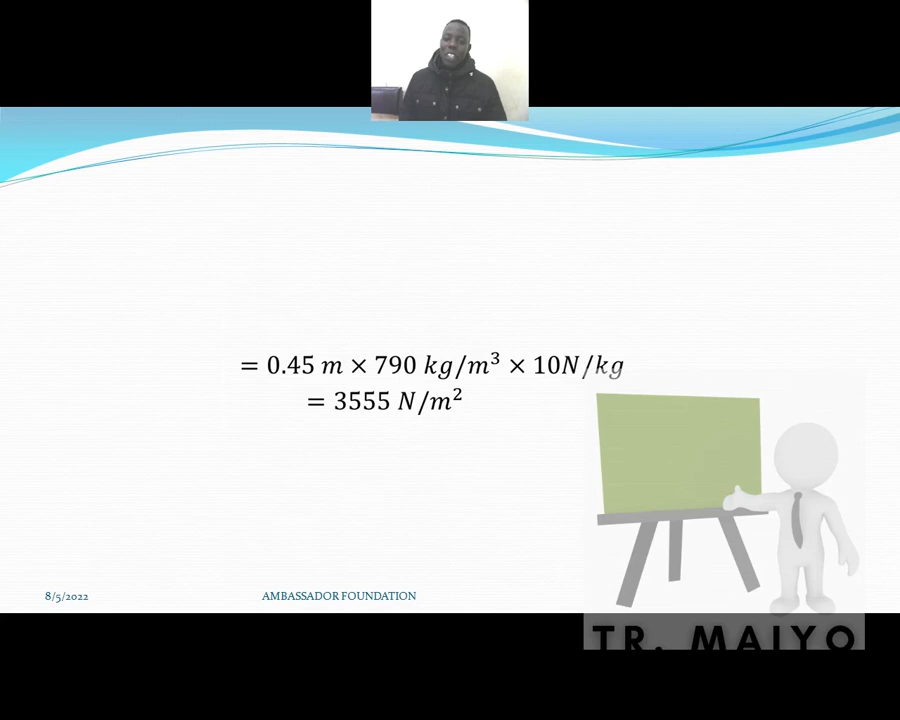 = 0.45 m × 790 kg/m³ × 10N/kg
= 3555 N/m²
8/5/2022 AMBASSADOR FOUNDATION
TR. MAIYO